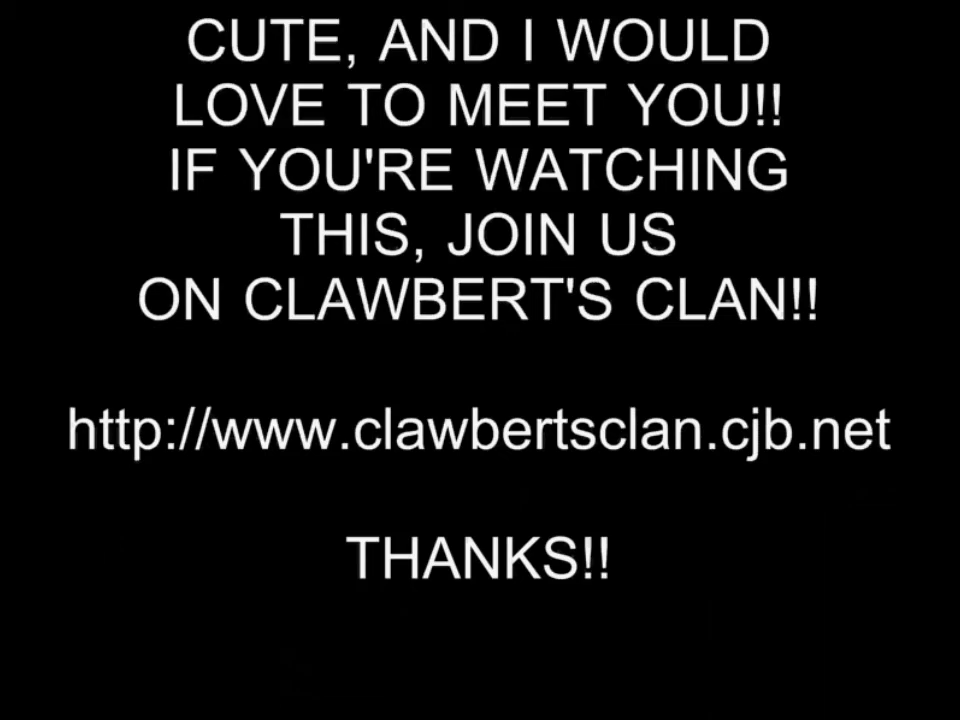 CUTE, AND I WOULD
LOVE TO MEET YOU!!
IF YOU'RE WATCHING
THIS, JOIN US
ON CLAWBERT'S CLAN!!
http://www.clawbertsclan.cjb.net
THANKS!!